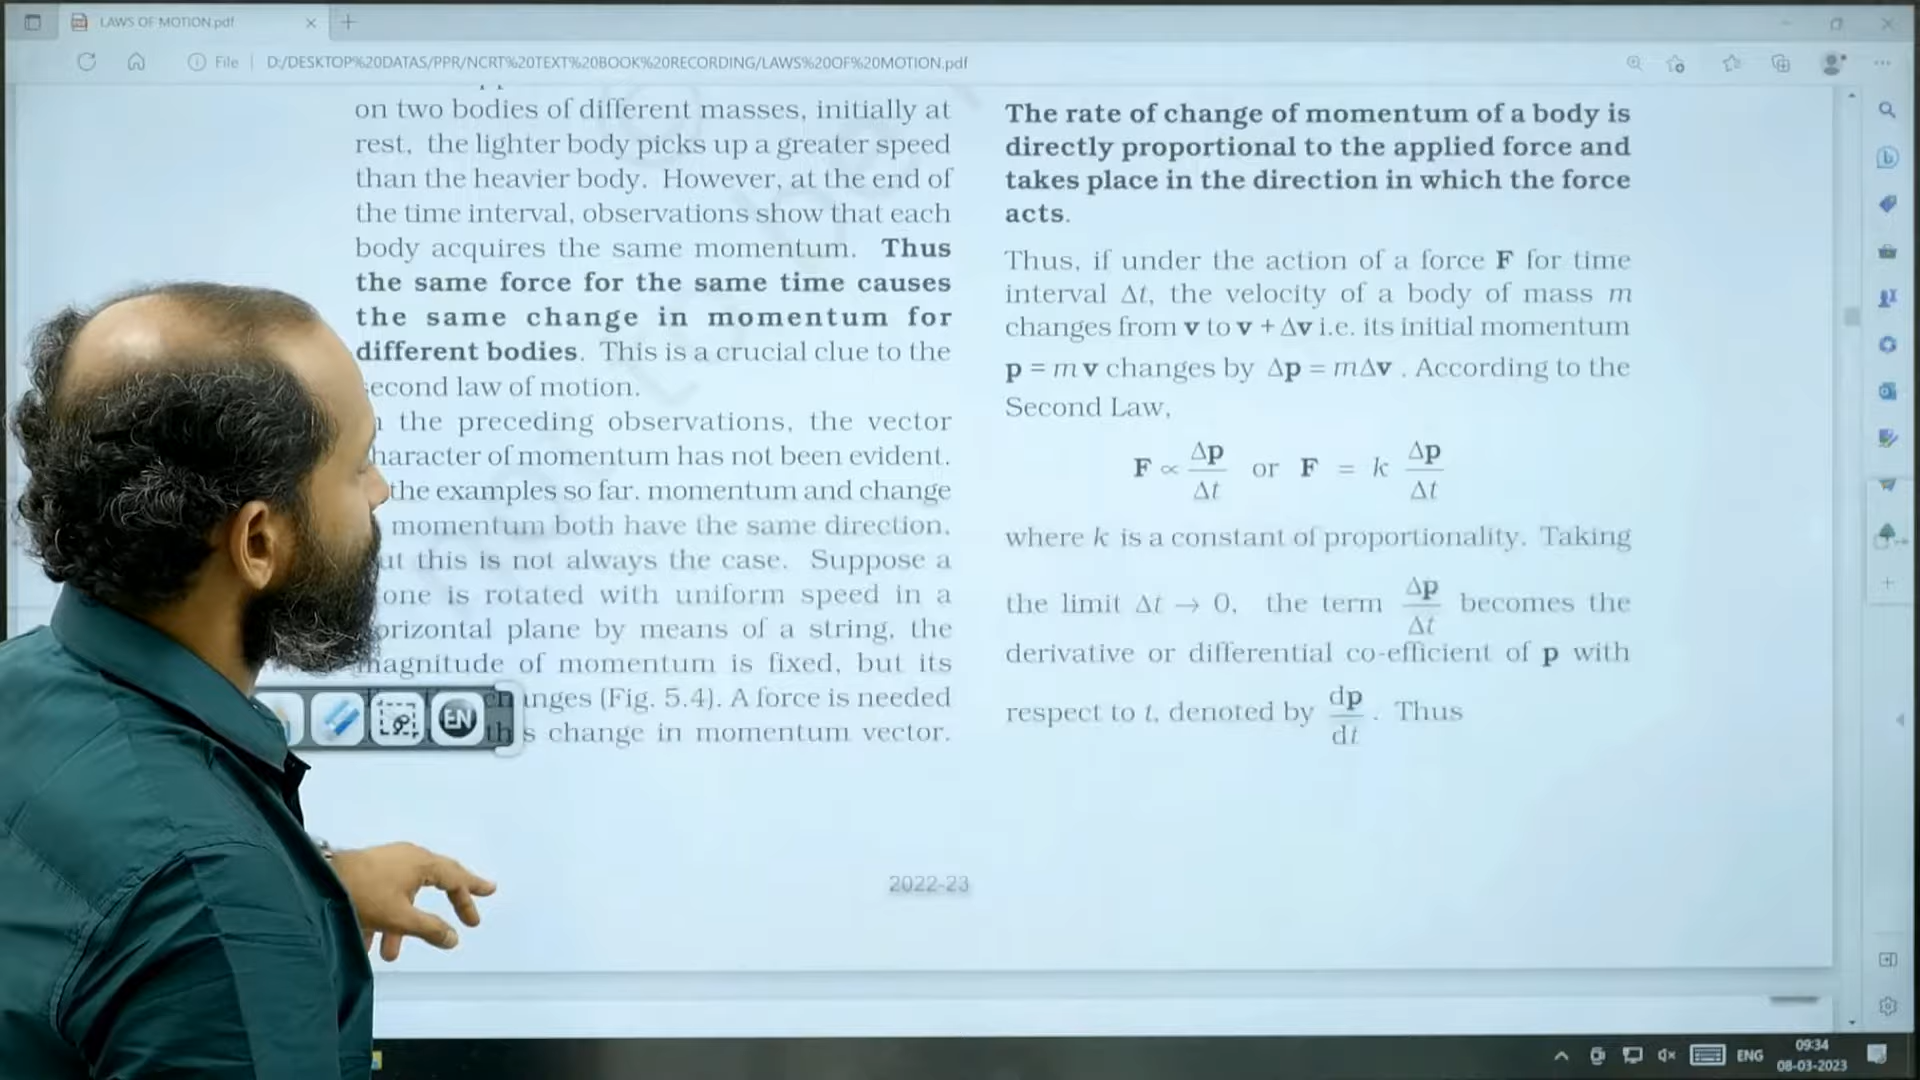 LAWS OF MOTION.pdf
File | D:/DESKTOP%20DATAS/PPR/NCRT%20TEXT%20BOOK%20RECORDING/LAWS%20OF%20MOTION.pdf
on two bodies of different masses, initially at
rest, the lighter body picks up a greater speed
than the heavier body. However, at the end of
the time interval, observations show that each
body acquires the same momentum. Thus
the same force for the same time causes
the same change in momentum for
different bodies. This is a crucial clue to the
econd law of motion.
the preceding observations, the vector
haracter of momentum has not been evident.
the examples so far, momentum and change
momentum both have the same direction.
ut this is not always the case. Suppose a
one is rotated with uniform speed in a
orizontal plane by means of a string, the
magnitude of momentum is fixed, but its
anges (Fig. 5.4). A force is needed
this change in momentum vector.
EN
The rate of change of momentum of a body is
directly proportional to the applied force and
takes place in the direction in which the force
acts.
Thus, if under the action of a force F for time
interval Δt, the velocity of a body of mass m
changes from v to v + Δv i.e. its initial momentum
p = m v changes by Δp = mΔv . According to the
Second Law,
F ∝ Δp/Δt or F = k Δp/Δt
where k is a constant of proportionality. Taking
the limit Δt → 0, the term Δp/Δt becomes the
derivative or differential co-efficient of p with
respect to t, denoted by dp/dt . Thus
2022-23
ENG
09:34
08-03-2023